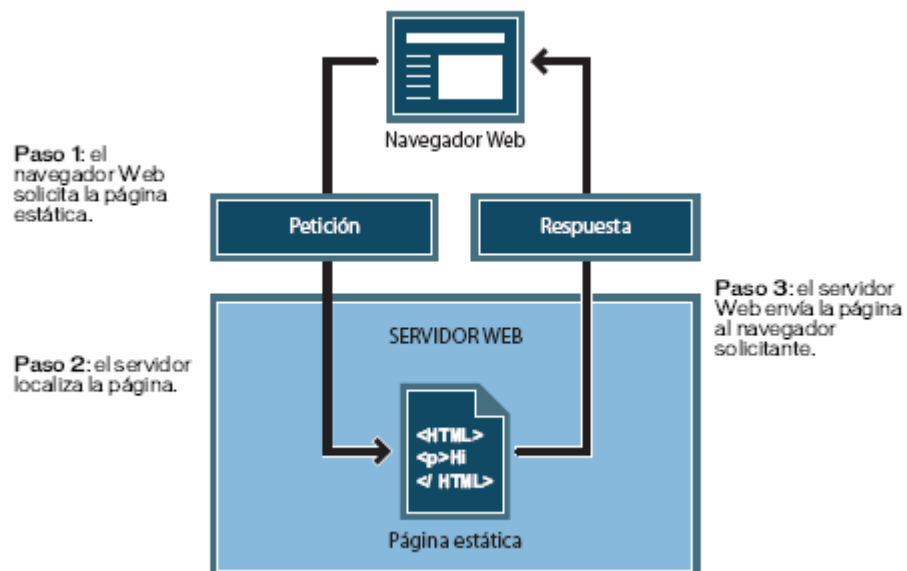 Navegador Web
Paso 1: el
navegador Web
solicita la página
estática.
Petición
Respuesta
Paso 2: el servidor
localiza la página.
SERVIDOR WEB
<HTML>
<p>Hi
</ HTML>
Página estática
Paso 3: el servidor
Web envía la página
al navegador
solicitante.